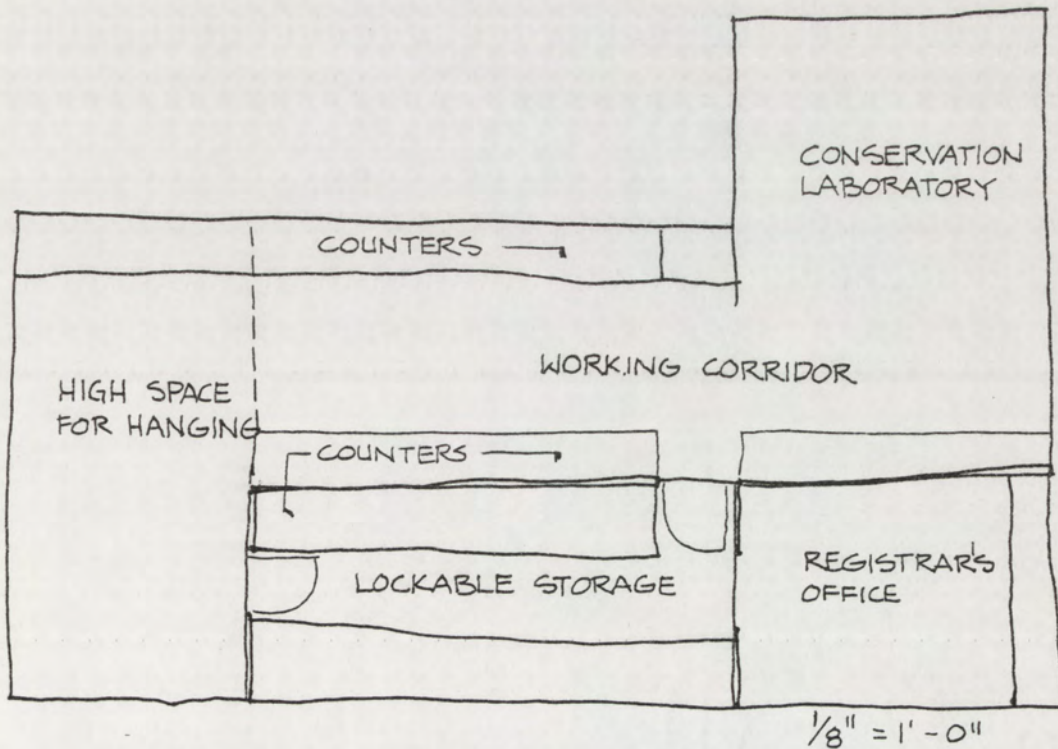 CONSERVATION
LABORATORY
COUNTERS
WORKING CORRIDOR
HIGH SPACE
FOR HANGING
COUNTERS
LOCKABLE STORAGE
REGISTRAR'S
OFFICE
1/8" = 1' - 0"